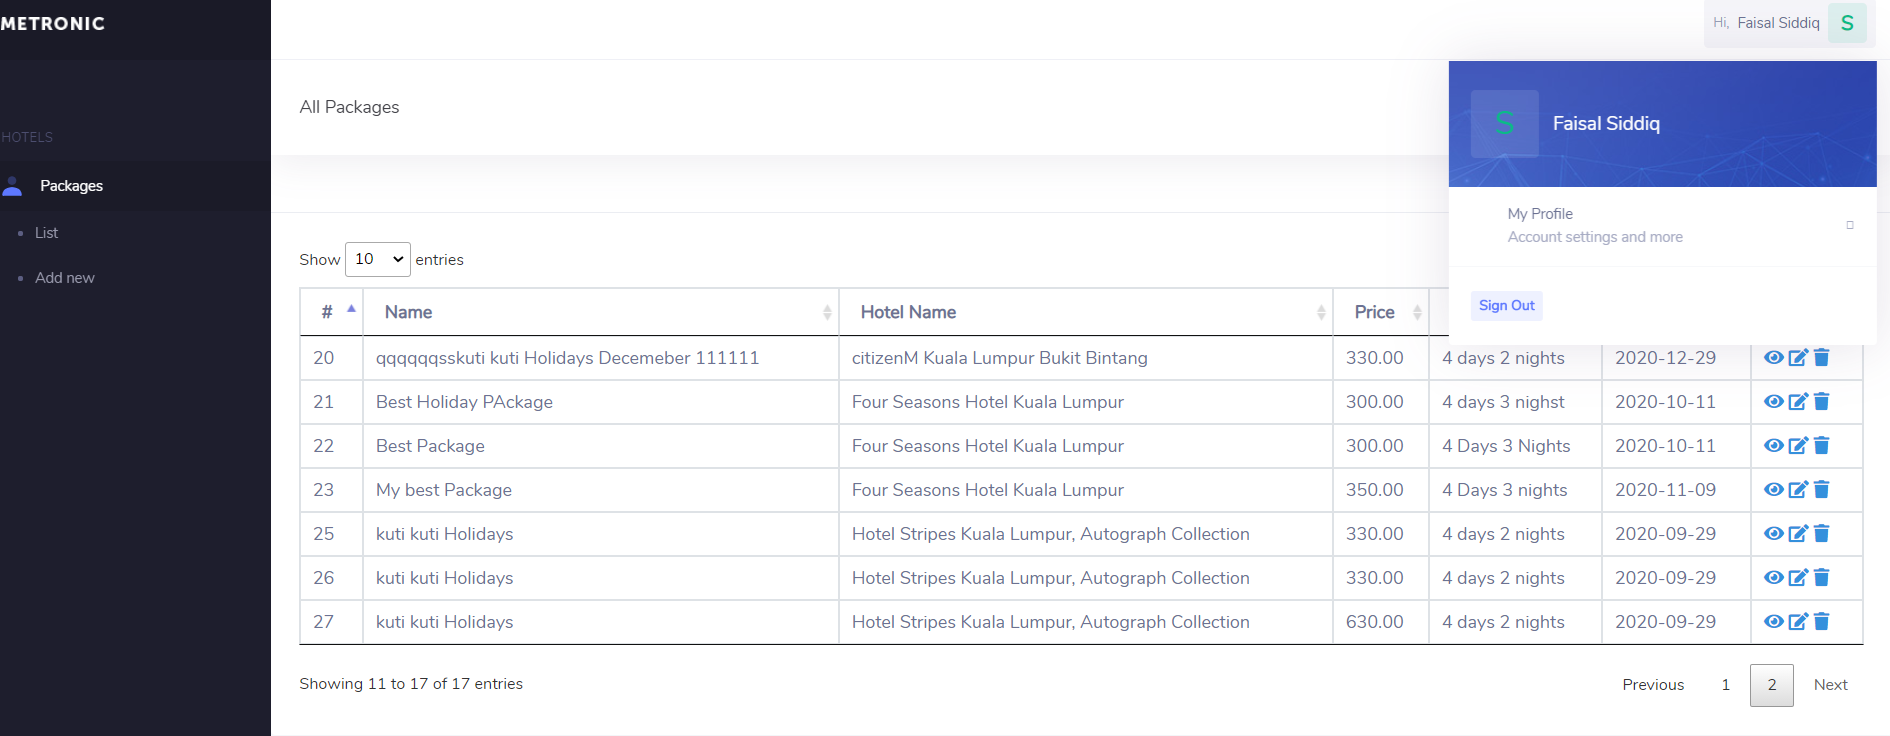 METRONIC
Hi, Faisal Siddiq S
All Packages
S Faisal Siddiq
HOTELS
Packages
List
Add new
My Profile
Account settings and more
Sign Out
Show 10 entries
# Name Hotel Name Price
20 qqqqqqsskuti kuti Holidays Decemeber 111111 citizenM Kuala Lumpur Bukit Bintang 330.00 4 days 2 nights 2020-12-29
21 Best Holiday PAckage Four Seasons Hotel Kuala Lumpur 300.00 4 days 3 nighst 2020-10-11
22 Best Package Four Seasons Hotel Kuala Lumpur 300.00 4 Days 3 Nights 2020-10-11
23 My best Package Four Seasons Hotel Kuala Lumpur 350.00 4 Days 3 nights 2020-11-09
25 kuti kuti Holidays Hotel Stripes Kuala Lumpur, Autograph Collection 330.00 4 days 2 nights 2020-09-29
26 kuti kuti Holidays Hotel Stripes Kuala Lumpur, Autograph Collection 330.00 4 days 2 nights 2020-09-29
27 kuti kuti Holidays Hotel Stripes Kuala Lumpur, Autograph Collection 630.00 4 days 2 nights 2020-09-29
Showing 11 to 17 of 17 entries
Previous 1 2 Next